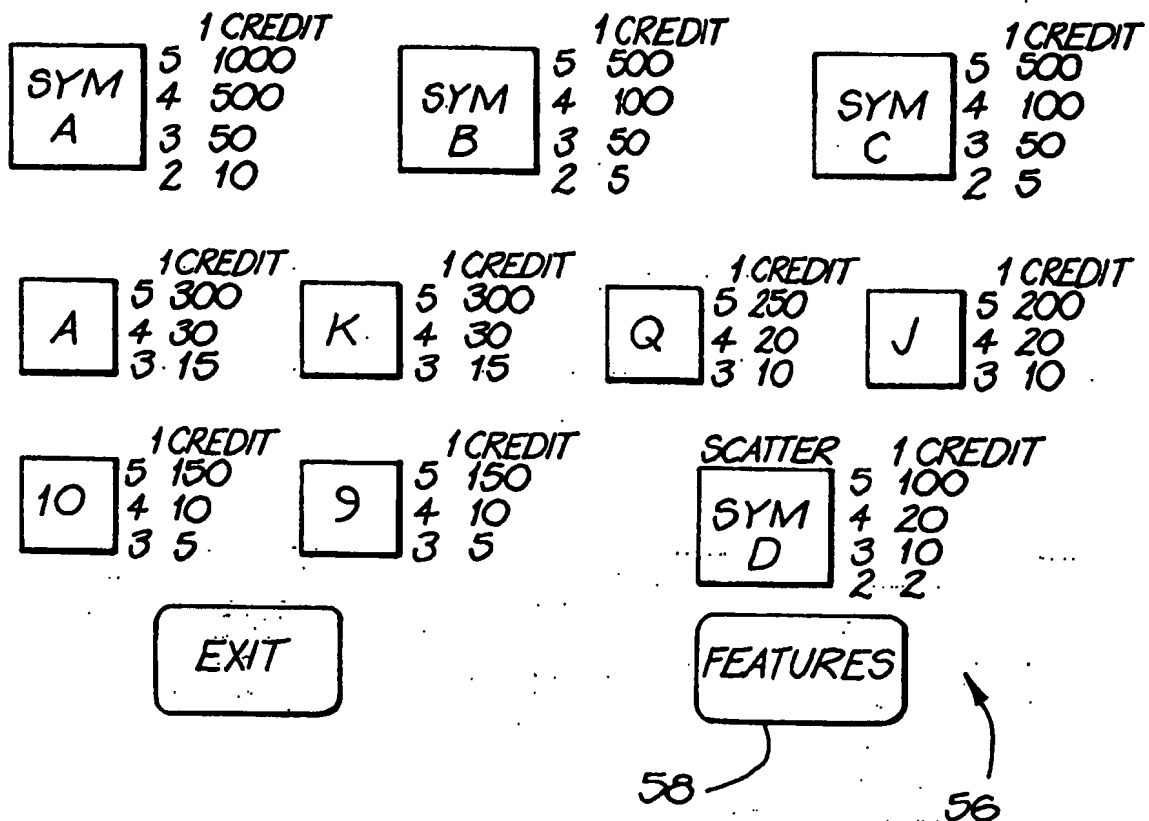 1 CREDIT
SYM A
5 1000
4 500
3 50
2 10
1 CREDIT
SYM B
5 500
4 100
3 50
2 5
1 CREDIT
SYM C
5 500
4 100
3 50
2 5
1 CREDIT
A
5 300
4 30
3 15
1 CREDIT
K
5 300
4 30
3 15
1 CREDIT
Q
5 250
4 20
3 10
1 CREDIT
J
5 200
4 20
3 10
1 CREDIT
10
5 150
4 10
3 5
1 CREDIT
9
5 150
4 10
3 5
SCATTER 1 CREDIT
SYM D
5 100
4 20
3 10
2 2
EXIT
FEATURES
58
56